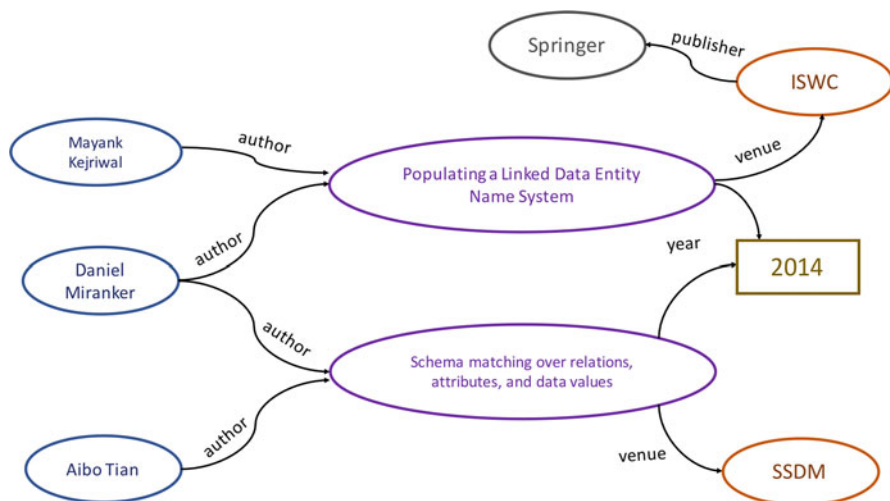 Springer
publisher
ISWC
Mayank
Kejriwal
author
Populating a Linked Data Entity
Name System
venue
author
year
2014
Daniel
Miranker
author
Schema matching over relations,
attributes, and data values
author
venue
Aibo Tian
SSDM